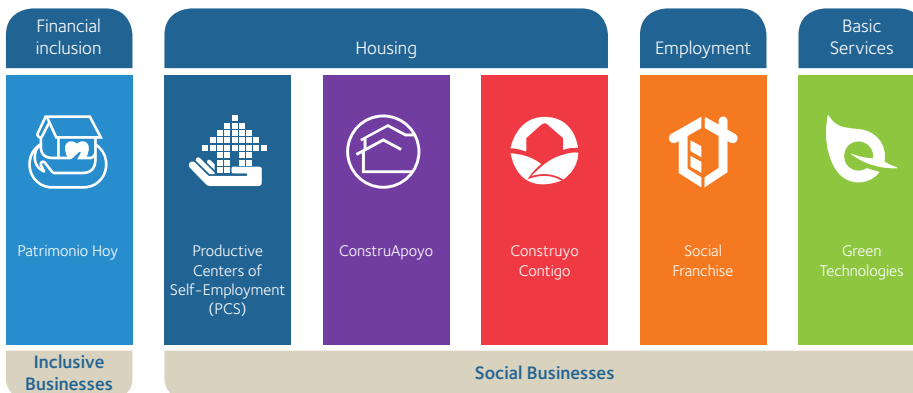 Financial
inclusion
Housing
Employment
Basic
Services
Patrimonio Hoy
Productive
Centers of
Self-Employment
(PCS)
ConstruApoyo
Construyo
Contigo
Social
Franchise
Green
Technologies
Inclusive
Businesses
Social Businesses